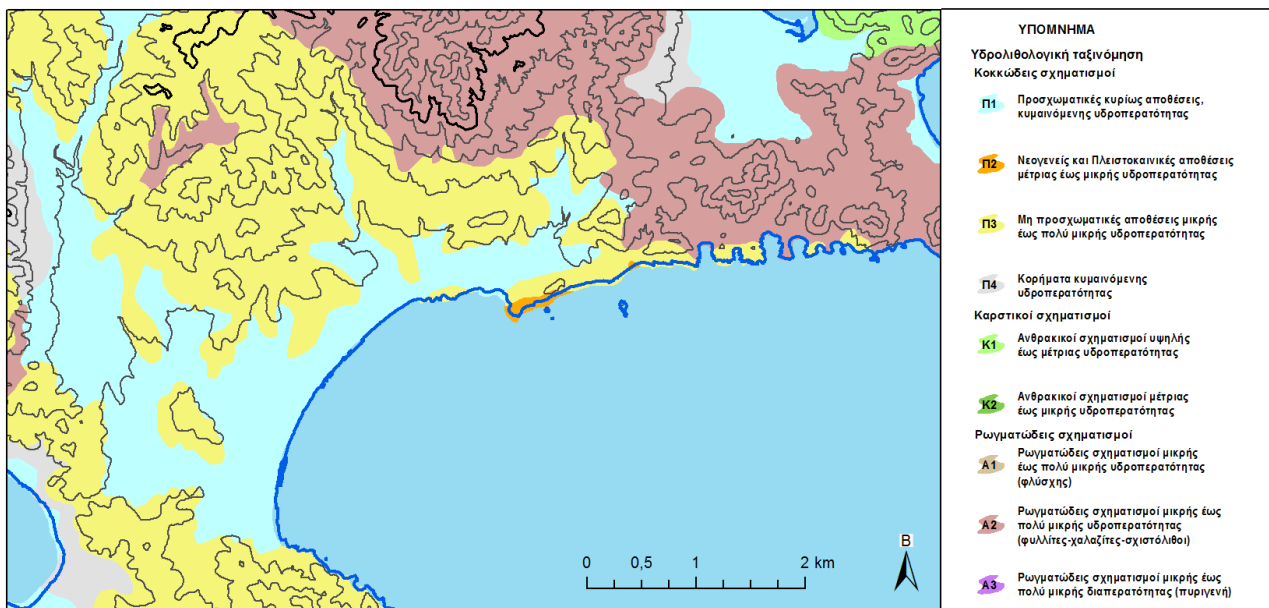 ΥΠΟΜΝΗΜΑ
Υδρολιθολογική ταξινόμηση
Κοκκώδεις σχηματισμοί
Π1 Προσχωματικές κυρίως αποθέσεις,
κυμαινόμενης υδροπερατότητας
Π2 Νεογενείς και Πλειστοκαινικές αποθέσεις
μέτριας έως μικρής υδροπερατότητας
Π3 Μη προσχωματικές αποθέσεις μικρής
έως πολύ μικρής υδροπερατότητας
Π4 Κορήματα κυμαινόμενης
υδροπερατότητας
Καρστικοί σχηματισμοί
Κ1 Ανθρακικοί σχηματισμοί υψηλής
έως μέτριας υδροπερατότητας
Κ2 Ανθρακικοί σχηματισμοί μέτριας
έως μικρής υδροπερατότητας
Ρωγματώδεις σχηματισμοί
Α1 Ρωγματώδεις σχηματισμοί μικρής
έως πολύ μικρής υδροπερατότητας
(φλύσχης)
Α2 Ρωγματώδεις σχηματισμοί μικρής έως
πολύ μικρής υδροπερατότητας
(φυλλίτες-χαλαζίτες-σχιστόλιθοι)
Α3 Ρωγματώδεις σχηματισμοί μικρής έως
πολύ μικρής διαπερατότητας (πυριγενή)
Β
0 0,5 1 2 km